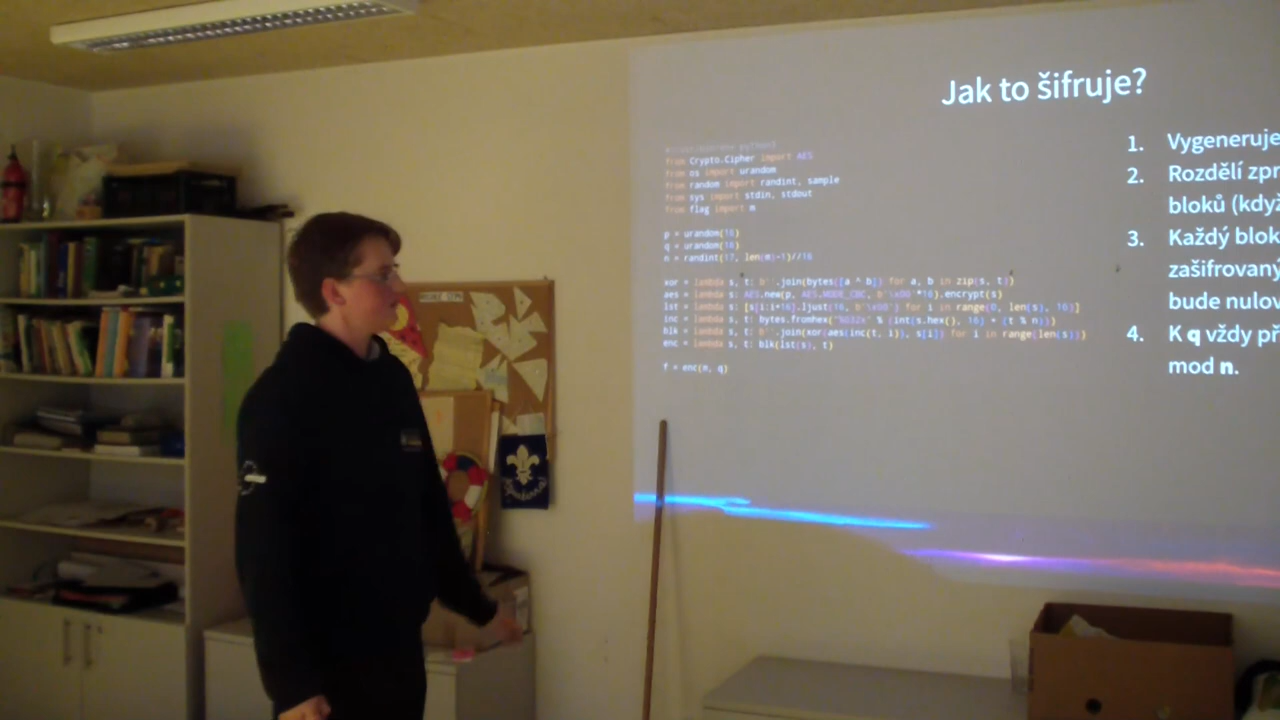 Jak to šifruje?
#!/usr/bin/env python3
from Crypto.Cipher import AES
from os import urandom
from random import randint, sample
from sys import stdin, stdout
from flag import m
p = urandom(16)
q = urandom(16)
n = randint(17, len(m)-1)//16
xor = lambda s, t: b''.join(bytes([a ^ b]) for a, b in zip(s, t))
aes = lambda s: AES.new(p, AES.MODE_CBC, b'\x00'*16).encrypt(s)
lst = lambda s: [s[i:i+16].ljust(16, b'\x00') for i in range(0, len(s), 16)]
inc = lambda s, t: bytes.fromhex("%032x" % (int(s.hex(), 16) + (t % n)))
blk = lambda s, t: b''.join(xor(aes(inc(t, i)), s[i]) for i in range(len(s)))
enc = lambda s, t: blk(lst(s), t)
f = enc(m, q)
1. Vygeneruje
2. Rozdělí zpr
bloků (když
3. Každý blok
zašifrovaný
bude nulov
4. K q vždy př
mod n.